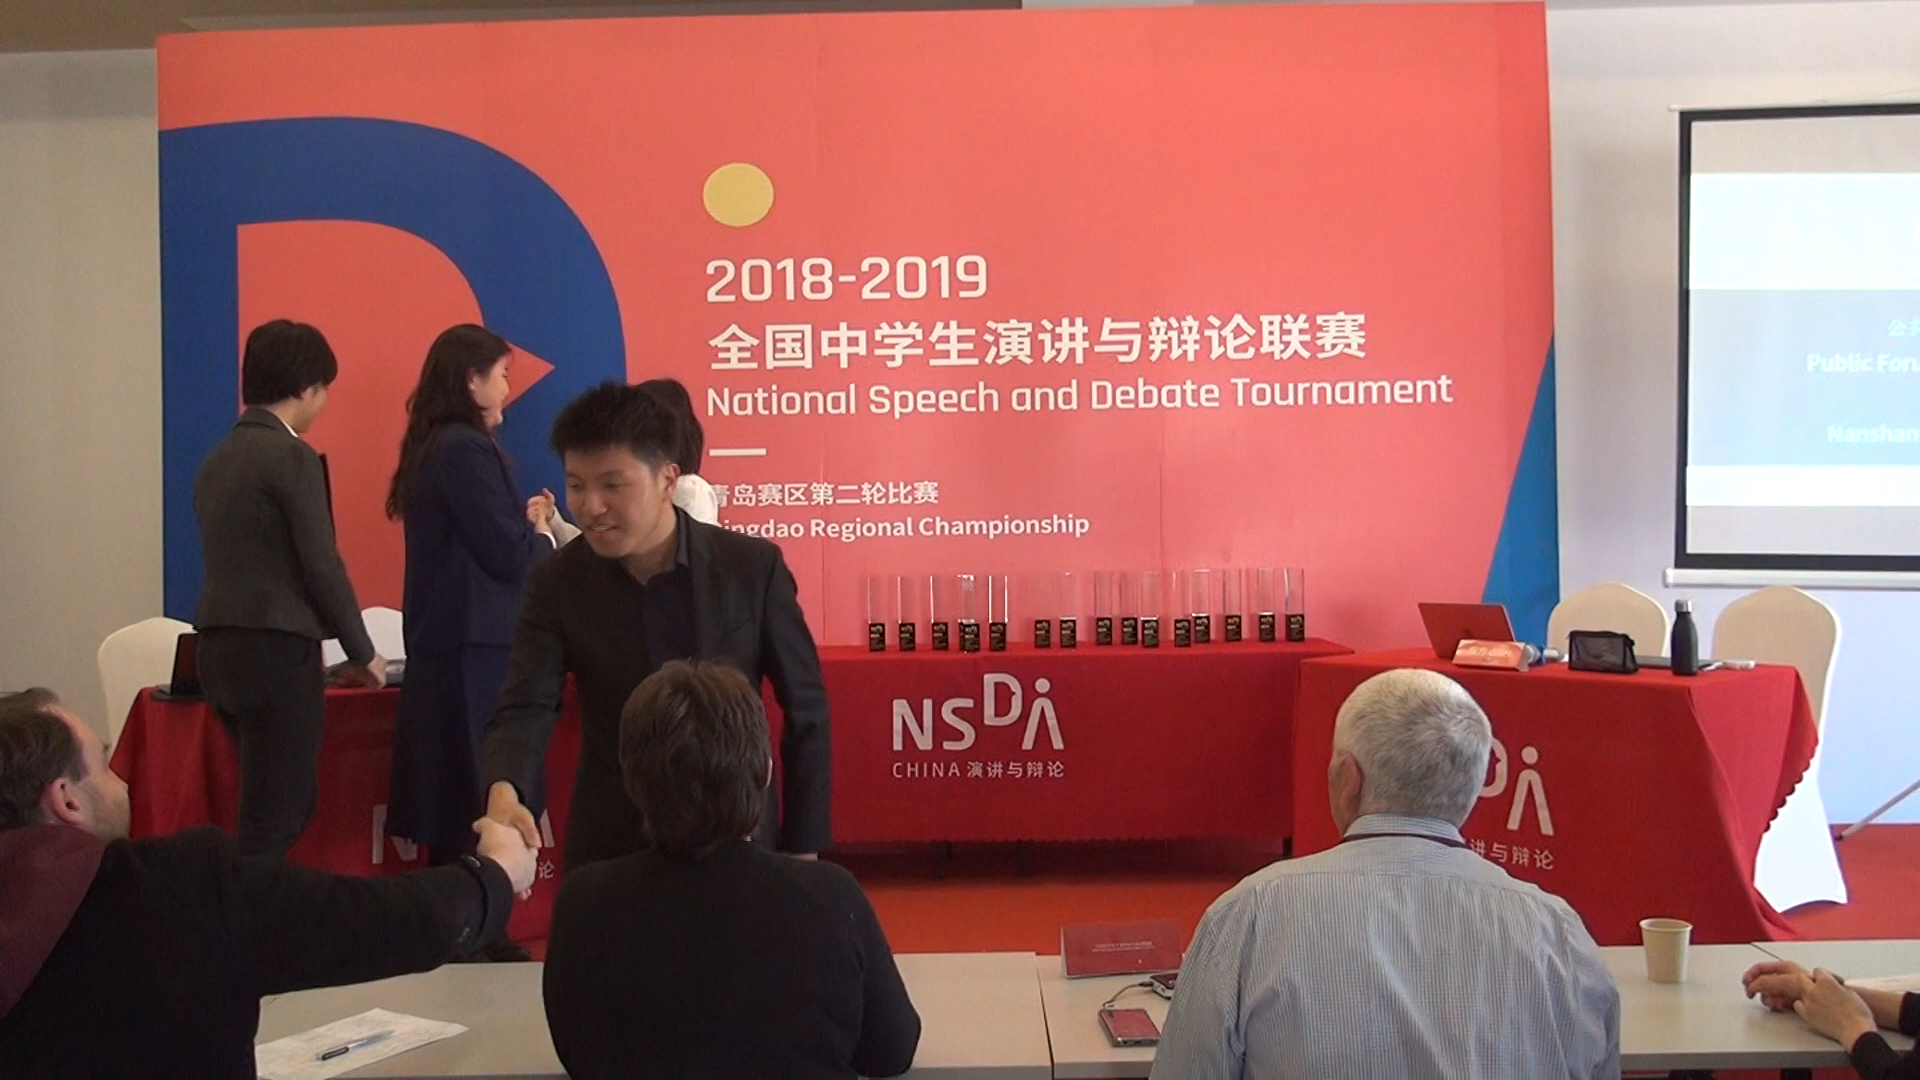 2018-2019
全国中学生演讲与辩论联赛
National Speech and Debate Tournament
青岛赛区第二轮比赛
ingdao Regional Championship
Public Foru
Nanshan
NSDA
CHINA 演讲与辩论
DA
讲与辩论
N
论